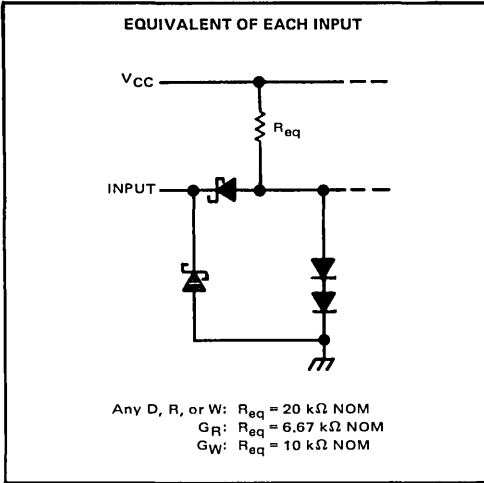 EQUIVALENT OF EACH INPUT
VCC
Req
INPUT
Any D, R, or W: Req = 20 kΩ NOM
GR: Req = 6.67 kΩ NOM
GW: Req = 10 kΩ NOM